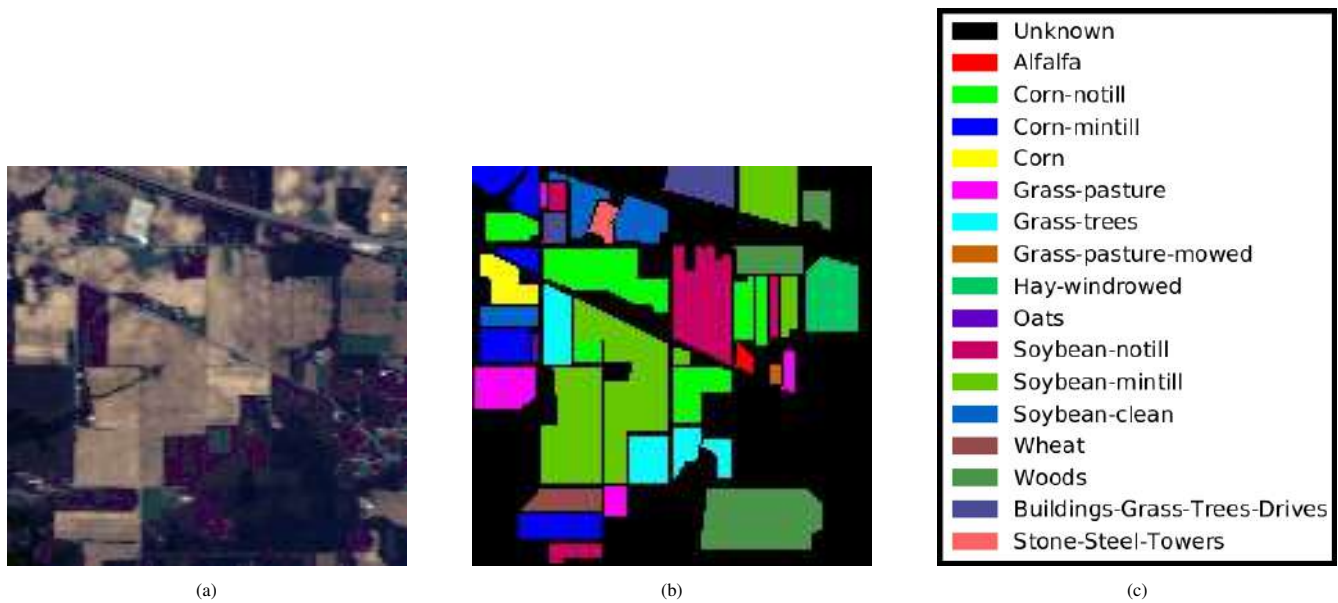 Unknown
Alfalfa
Corn-notill
Corn-mintill
Corn
Grass-pasture
Grass-trees
Grass-pasture-mowed
Hay-windrowed
Oats
Soybean-notill
Soybean-mintill
Soybean-clean
Wheat
Woods
Buildings-Grass-Trees-Drives
Stone-Steel-Towers
(a)
(b)
(c)